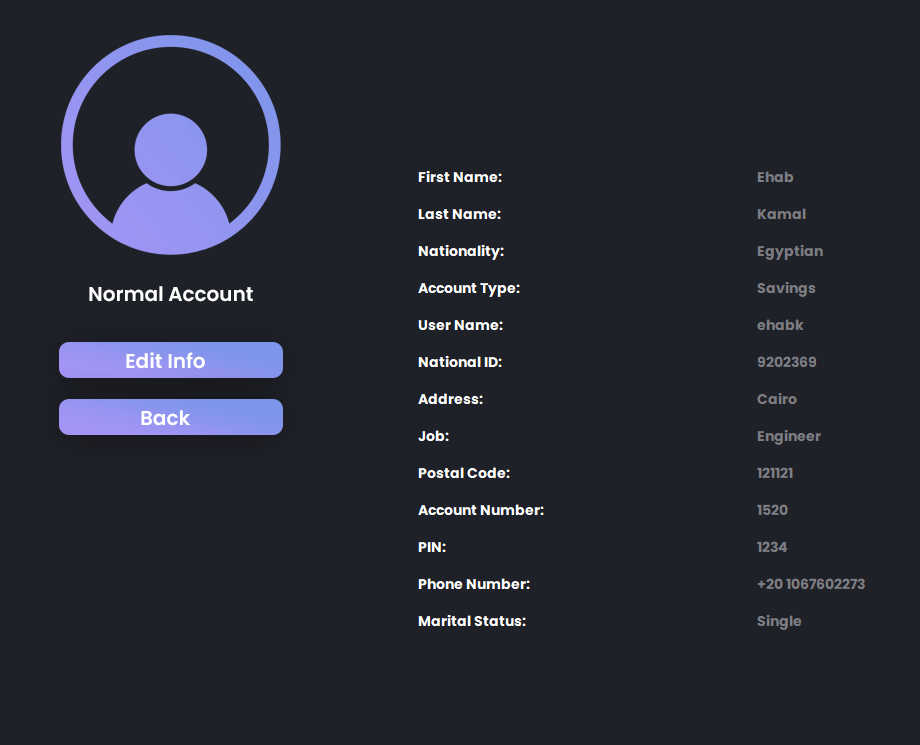 Normal Account
Edit Info
Back
First Name: Ehab
Last Name: Kamal
Nationality: Egyptian
Account Type: Savings
User Name: ehabk
National ID: 9202369
Address: Cairo
Job: Engineer
Postal Code: 121121
Account Number: 1520
PIN: 1234
Phone Number: +20 1067602273
Marital Status: Single